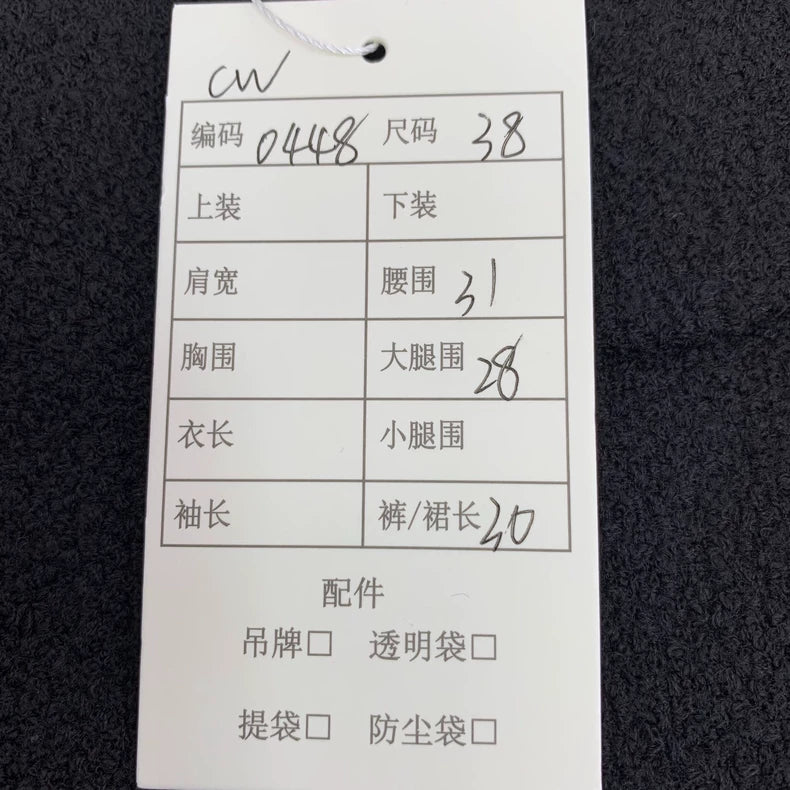 CW
编码 0448 尺码 38
上装 下装
肩宽 腰围 31
胸围 大腿围 28
衣长 小腿围
袖长 裤/裙长 30
配件
吊牌□ 透明袋□
提袋□ 防尘袋□